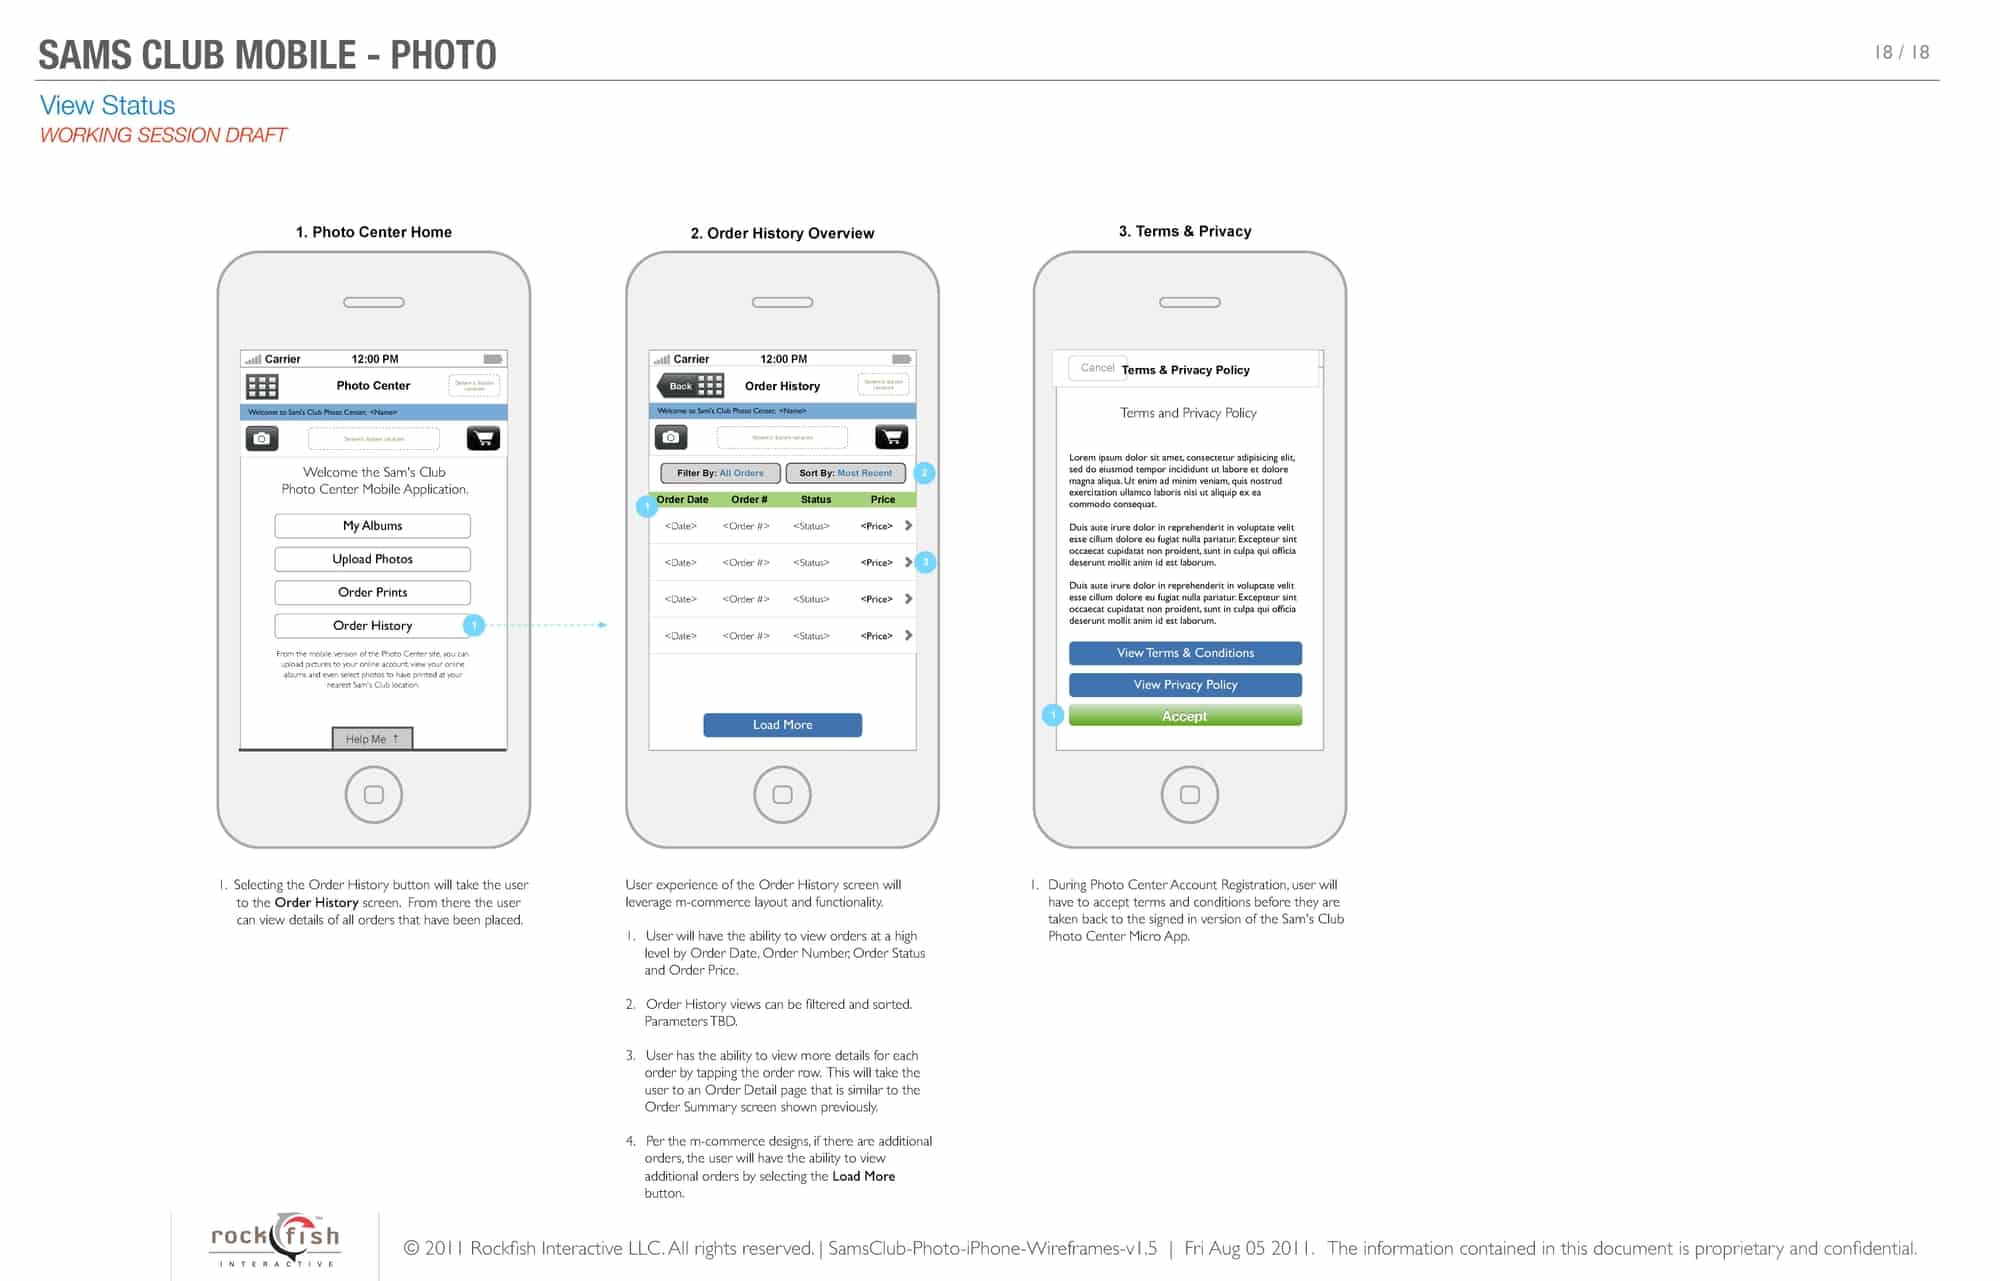 SAMS CLUB MOBILE - PHOTO
18 / 18
View Status
WORKING SESSION DRAFT
1. Photo Center Home
Carrier 12:00 PM
Photo Center
Welcome to Sam's Club Photo Center, <Name>
Welcome the Sam's Club
Photo Center Mobile Application.
My Albums
Upload Photos
Order Prints
Order History
1
From the mobile version of the Photo Center site, you can
upload pictures to your online account, view your online
albums and even select photos to have printed at your
nearest Sam's Club location.
Help Me ↑
1. Selecting the Order History button will take the user
to the Order History screen. From there the user
can view details of all orders that have been placed.
2. Order History Overview
Carrier 12:00 PM
Back Order History
Welcome to Sam's Club Photo Center, <Name>
Filter By: All Orders Sort By: Most Recent 2
1 Order Date Order # Status Price
<Date> <Order #> <Status> <Price>
<Date> <Order #> <Status> <Price> 3
<Date> <Order #> <Status> <Price>
<Date> <Order #> <Status> <Price>
Load More
User experience of the Order History screen will
leverage m-commerce layout and functionality.
1. User will have the ability to view orders at a high
level by Order Date, Order Number, Order Status
and Order Price.
2. Order History views can be filtered and sorted.
Parameters TBD.
3. User has the ability to view more details for each
order by tapping the order row. This will take the
user to an Order Detail page that is similar to the
Order Summary screen shown previously.
4. Per the m-commerce designs, if there are additional
orders, the user will have the ability to view
additional orders by selecting the Load More
button.
3. Terms & Privacy
Cancel Terms & Privacy Policy
Terms and Privacy Policy
Lorem ipsum dolor sit amet, consectetur adipisicing elit,
sed do eiusmod tempor incididunt ut labore et dolore
magna aliqua. Ut enim ad minim veniam, quis nostrud
exercitation ullamco laboris nisi ut aliquip ex ea
commodo consequat.
Duis aute irure dolor in reprehenderit in voluptate velit
esse cillum dolore eu fugiat nulla pariatur. Excepteur sint
occaecat cupidatat non proident, sunt in culpa qui officia
deserunt mollit anim id est laborum.
Duis aute irure dolor in reprehenderit in voluptate velit
esse cillum dolore eu fugiat nulla pariatur. Excepteur sint
occaecat cupidatat non proident, sunt in culpa qui officia
deserunt mollit anim id est laborum.
View Terms & Conditions
View Privacy Policy
1 Accept
1. During Photo Center Account Registration, user will
have to accept terms and conditions before they are
taken back to the signed in version of the Sam's Club
Photo Center Micro App.
rockfish™
INTERACTIVE
© 2011 Rockfish Interactive LLC. All rights reserved. | SamsClub-Photo-iPhone-Wireframes-v1.5 | Fri Aug 05 2011. The information contained in this document is proprietary and confidential.